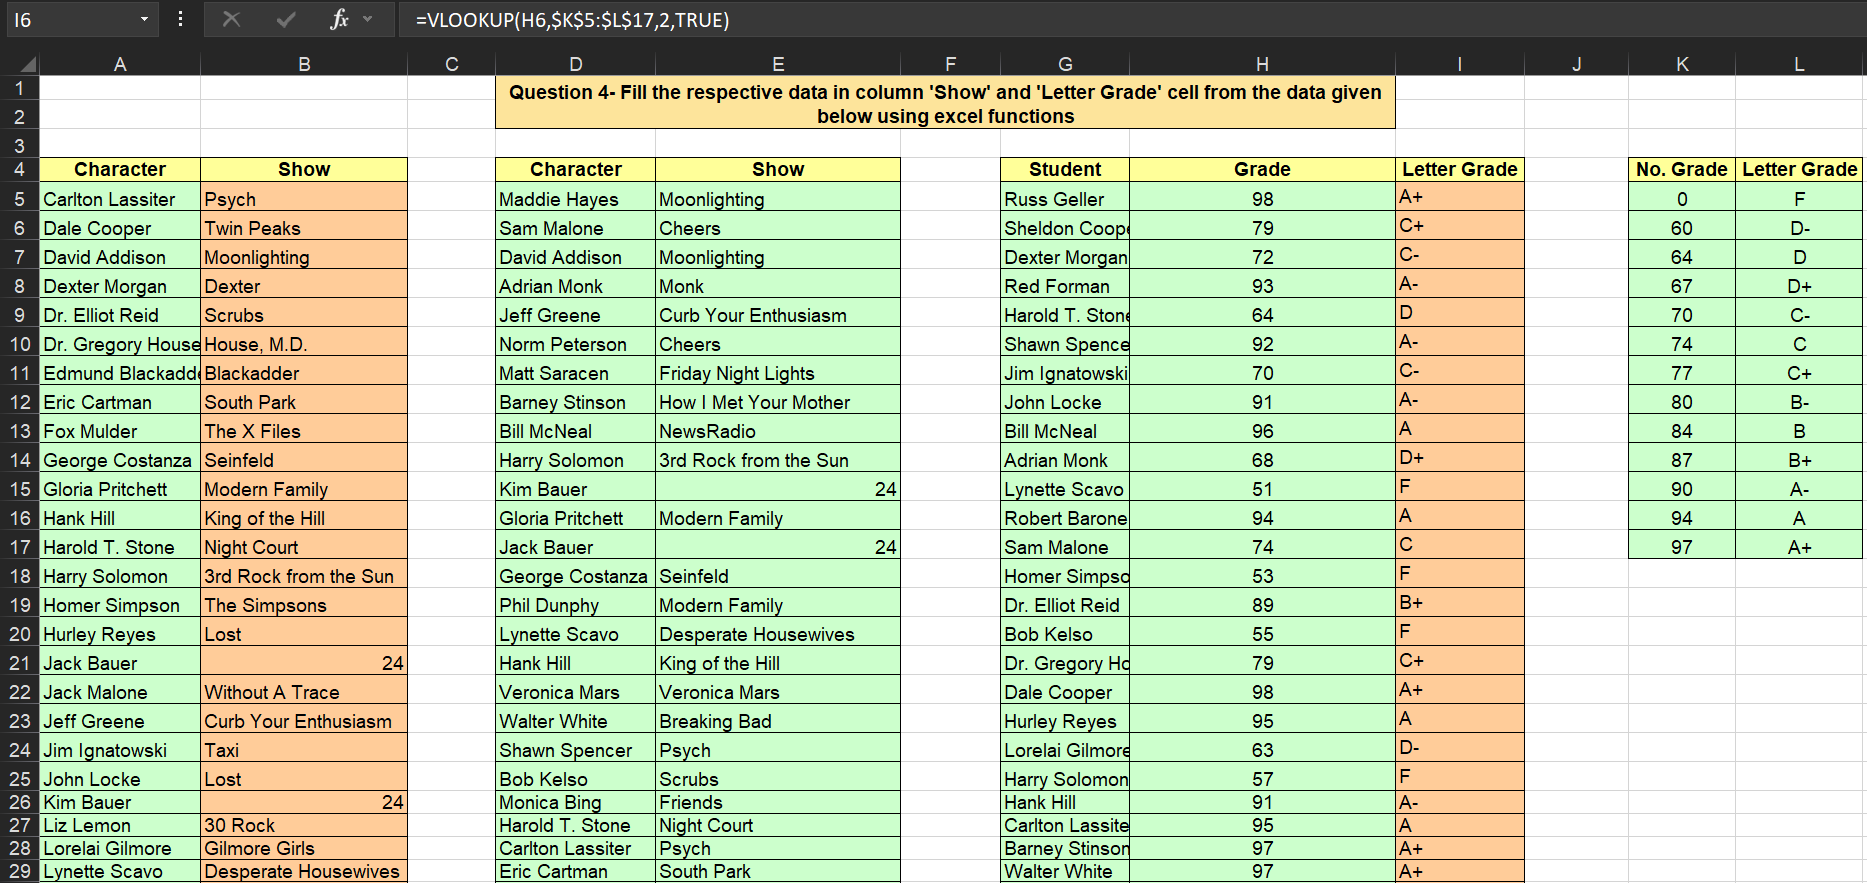 I6 fx =VLOOKUP(H6,$K$5:$L$17,2,TRUE)
A B C D E F G H I J K L
1 Question 4- Fill the respective data in column 'Show' and 'Letter Grade' cell from the data given
2 below using excel functions
3
4 Character Show Character Show Student Grade Letter Grade No. Grade Letter Grade
5 Carlton Lassiter Psych Maddie Hayes Moonlighting Russ Geller 98 A+ 0 F
6 Dale Cooper Twin Peaks Sam Malone Cheers Sheldon Coope 79 C+ 60 D-
7 David Addison Moonlighting David Addison Moonlighting Dexter Morgan 72 C- 64 D
8 Dexter Morgan Dexter Adrian Monk Monk Red Forman 93 A- 67 D+
9 Dr. Elliot Reid Scrubs Jeff Greene Curb Your Enthusiasm Harold T. Stone 64 D 70 C-
10 Dr. Gregory House House, M.D. Norm Peterson Cheers Shawn Spence 92 A- 74 C
11 Edmund Blackadde Blackadder Matt Saracen Friday Night Lights Jim Ignatowski 70 C- 77 C+
12 Eric Cartman South Park Barney Stinson How I Met Your Mother John Locke 91 A- 80 B-
13 Fox Mulder The X Files Bill McNeal NewsRadio Bill McNeal 96 A 84 B
14 George Costanza Seinfeld Harry Solomon 3rd Rock from the Sun Adrian Monk 68 D+ 87 B+
15 Gloria Pritchett Modern Family Kim Bauer 24 Lynette Scavo 51 F 90 A-
16 Hank Hill King of the Hill Gloria Pritchett Modern Family Robert Barone 94 A 94 A
17 Harold T. Stone Night Court Jack Bauer 24 Sam Malone 74 C 97 A+
18 Harry Solomon 3rd Rock from the Sun George Costanza Seinfeld Homer Simpso 53 F
19 Homer Simpson The Simpsons Phil Dunphy Modern Family Dr. Elliot Reid 89 B+
20 Hurley Reyes Lost Lynette Scavo Desperate Housewives Bob Kelso 55 F
21 Jack Bauer 24 Hank Hill King of the Hill Dr. Gregory Ho 79 C+
22 Jack Malone Without A Trace Veronica Mars Veronica Mars Dale Cooper 98 A+
23 Jeff Greene Curb Your Enthusiasm Walter White Breaking Bad Hurley Reyes 95 A
24 Jim Ignatowski Taxi Shawn Spencer Psych Lorelai Gilmore 63 D-
25 John Locke Lost Bob Kelso Scrubs Harry Solomon 57 F
26 Kim Bauer 24 Monica Bing Friends Hank Hill 91 A-
27 Liz Lemon 30 Rock Harold T. Stone Night Court Carlton Lassite 95 A
28 Lorelai Gilmore Gilmore Girls Carlton Lassiter Psych Barney Stinson 97 A+
29 Lynette Scavo Desperate Housewives Eric Cartman South Park Walter White 97 A+